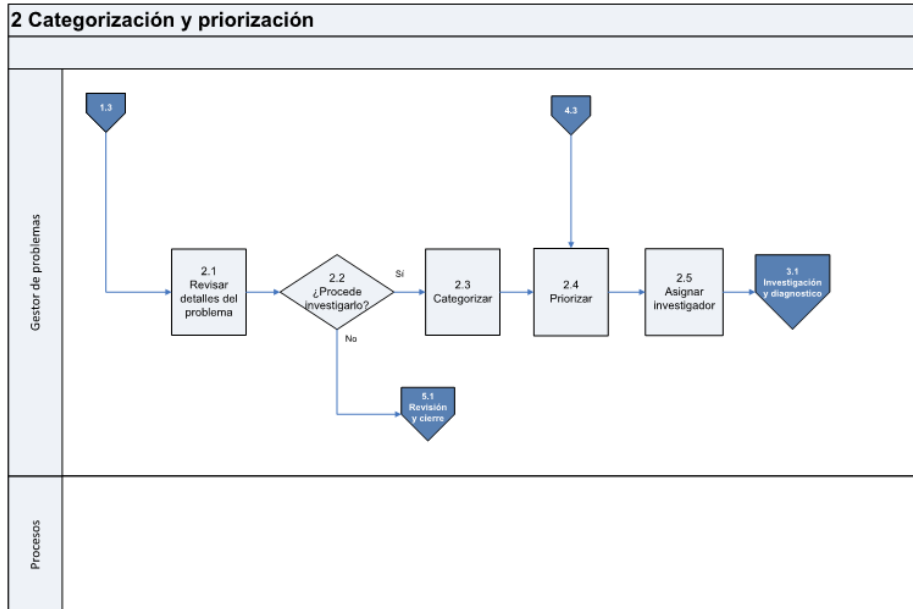 2 Categorización y priorización
Gestor de problemas
1.3
4.3
2.1
Revisar
detalles del
problema
2.2
¿Procede
investigarlo?
Sí
No
2.3
Categorizar
2.4
Priorizar
2.5
Asignar
investigador
3.1
Investigación
y diagnostico
5.1
Revisión
y cierre
Procesos